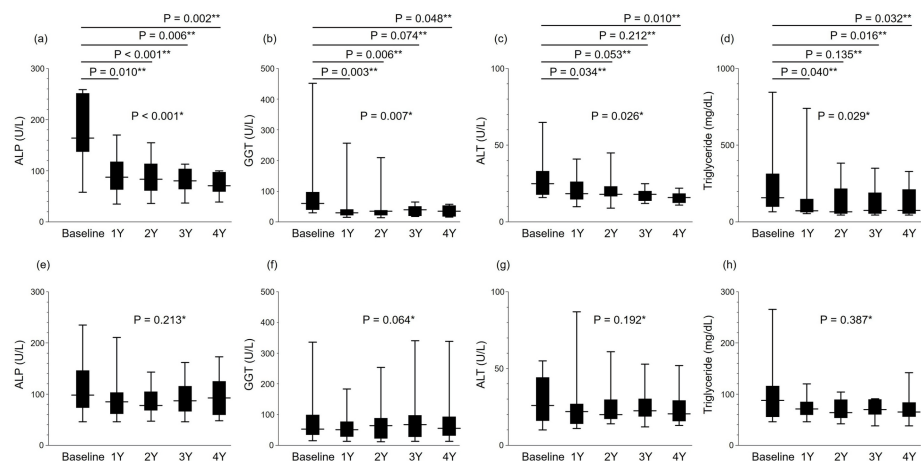 P = 0.002**
P = 0.006**
P < 0.001**
P = 0.010**
(a)
ALP (U/L)
300
200
100
0
P < 0.001*
Baseline 1Y 2Y 3Y 4Y
P = 0.048**
P = 0.074**
P = 0.006**
P = 0.003**
(b)
GGT (U/L)
500
400
300
200
100
0
P = 0.007*
Baseline 1Y 2Y 3Y 4Y
P = 0.010**
P = 0.212**
P = 0.053**
P = 0.034**
(c)
ALT (U/L)
100
50
0
P = 0.026*
Baseline 1Y 2Y 3Y 4Y
P = 0.032**
P = 0.016**
P = 0.135**
P = 0.040**
(d)
Triglyceride (mg/dL)
1000
500
0
P = 0.029*
Baseline 1Y 2Y 3Y 4Y
(e)
ALP (U/L)
300
200
100
0
P = 0.213*
Baseline 1Y 2Y 3Y 4Y
(f)
GGT (U/L)
500
400
300
200
100
0
P = 0.064*
Baseline 1Y 2Y 3Y 4Y
(g)
ALT (U/L)
100
50
0
P = 0.192*
Baseline 1Y 2Y 3Y 4Y
(h)
Triglyceride (mg/dL)
300
200
100
0
P = 0.387*
Baseline 1Y 2Y 3Y 4Y